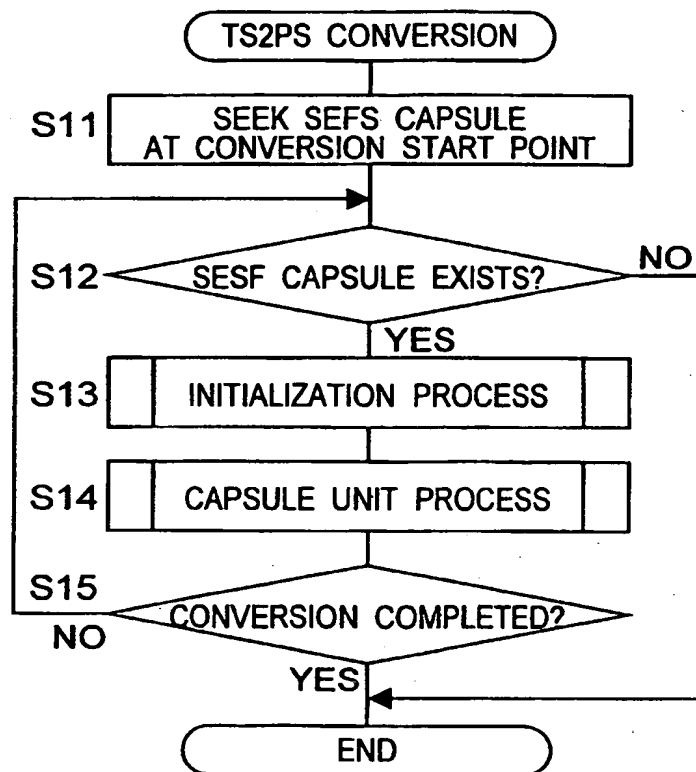 TS2PS CONVERSION
S11
SEEK SEFS CAPSULE
AT CONVERSION START POINT
S12
SESF CAPSULE EXISTS?
NO
YES
S13
INITIALIZATION PROCESS
S14
CAPSULE UNIT PROCESS
S15
CONVERSION COMPLETED?
NO
YES
END